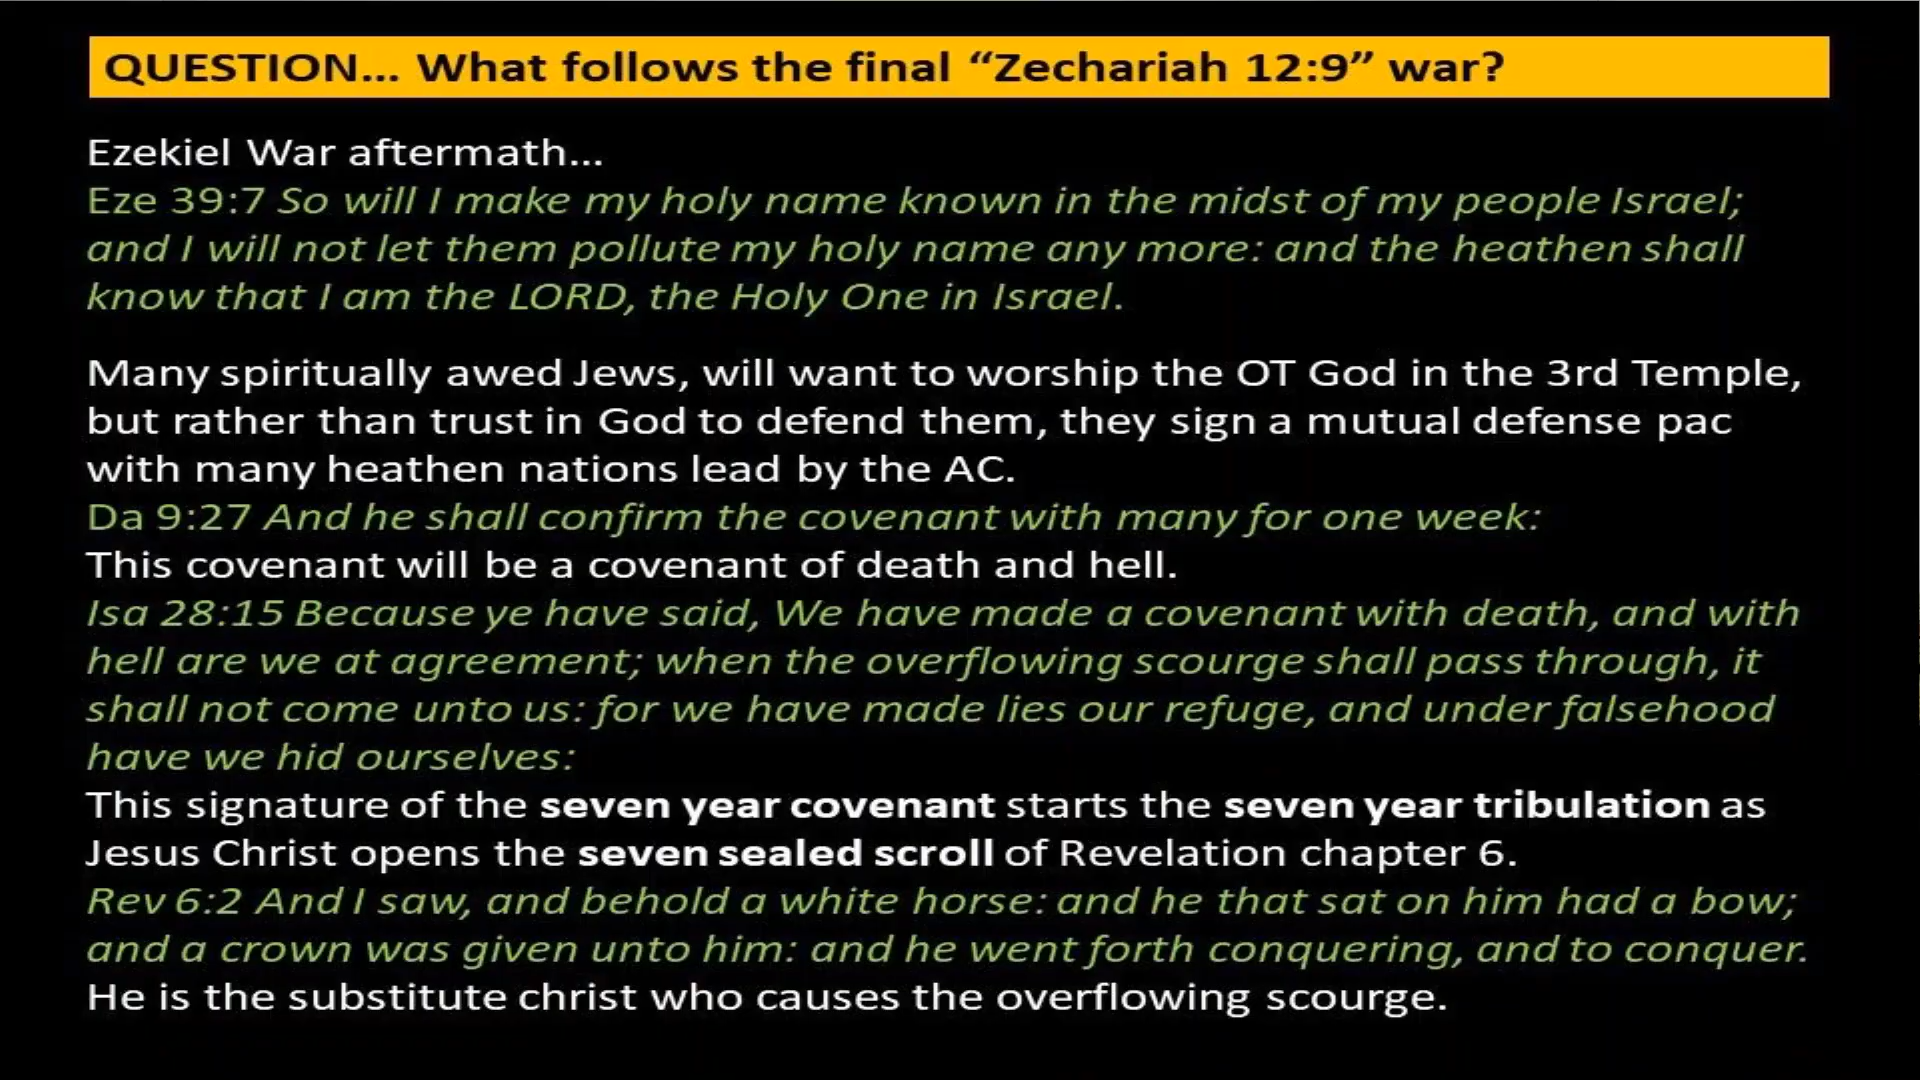 QUESTION... What follows the final “Zechariah 12:9” war?
Ezekiel War aftermath...
Eze 39:7 So will I make my holy name known in the midst of my people Israel;
and I will not let them pollute my holy name any more: and the heathen shall
know that I am the LORD, the Holy One in Israel.
Many spiritually awed Jews, will want to worship the OT God in the 3rd Temple,
but rather than trust in God to defend them, they sign a mutual defense pac
with many heathen nations lead by the AC.
Da 9:27 And he shall confirm the covenant with many for one week:
This covenant will be a covenant of death and hell.
Isa 28:15 Because ye have said, We have made a covenant with death, and with
hell are we at agreement; when the overflowing scourge shall pass through, it
shall not come unto us: for we have made lies our refuge, and under falsehood
have we hid ourselves:
This signature of the seven year covenant starts the seven year tribulation as
Jesus Christ opens the seven sealed scroll of Revelation chapter 6.
Rev 6:2 And I saw, and behold a white horse: and he that sat on him had a bow;
and a crown was given unto him: and he went forth conquering, and to conquer.
He is the substitute christ who causes the overflowing scourge.